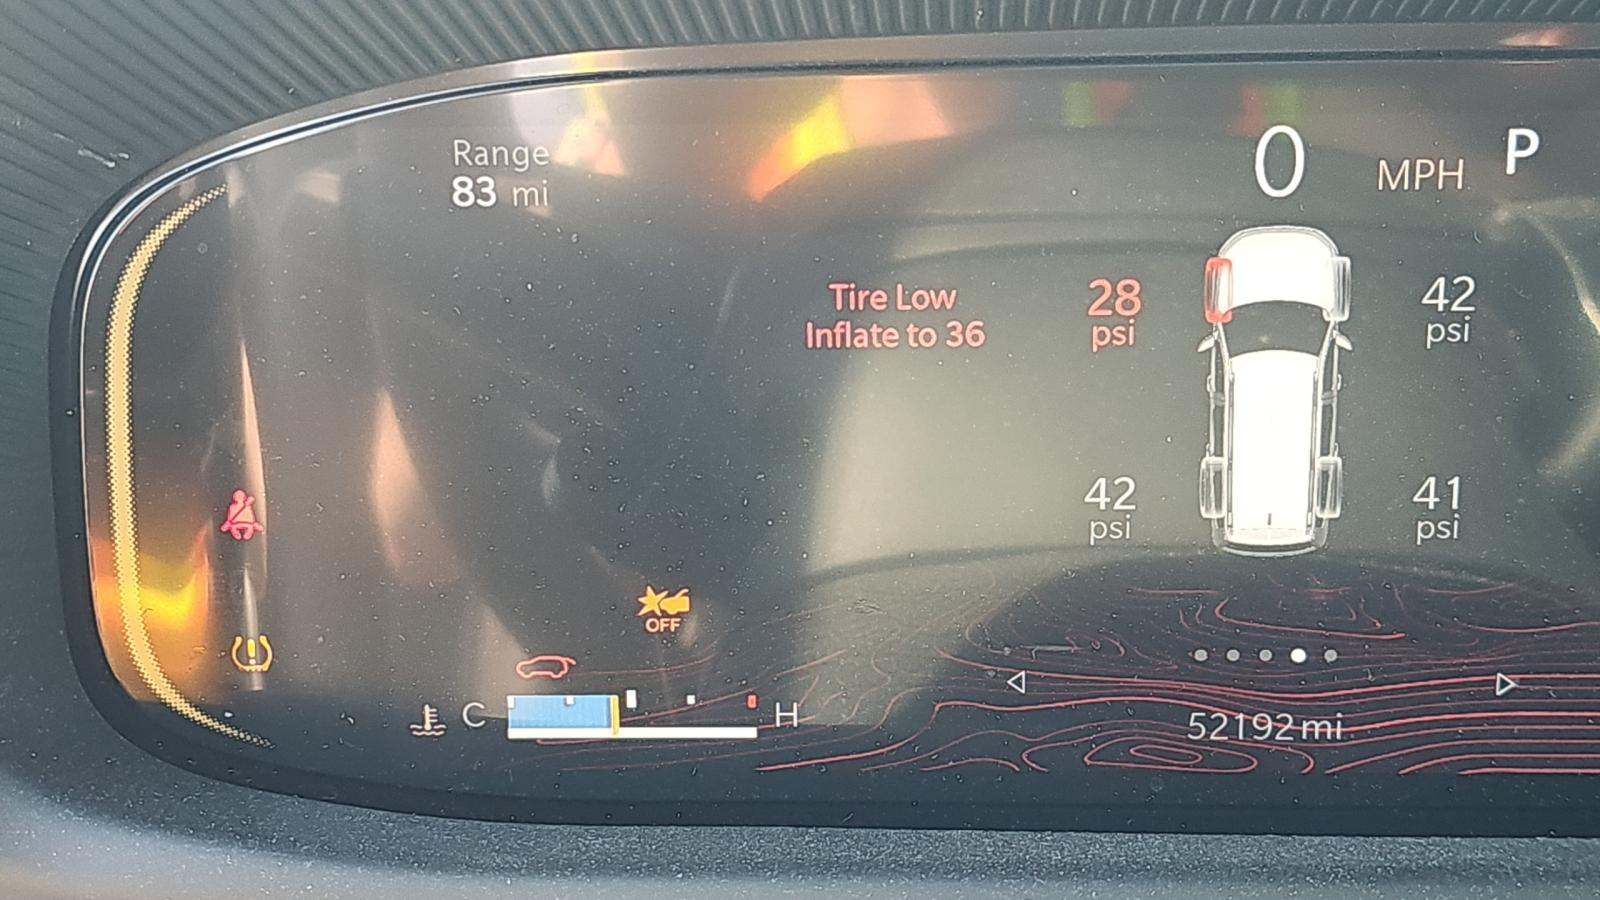 Range
83 mi
0 MPH P
Tire Low
Inflate to 36
28
psi
42
psi
42
psi
41
psi
OFF
C H
52192 mi